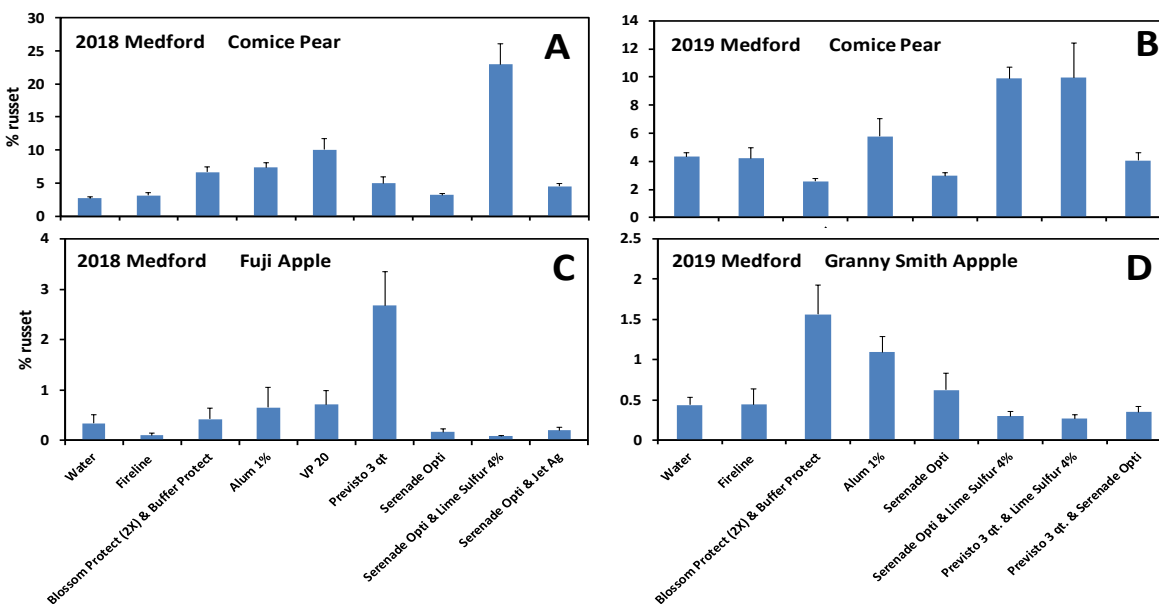 2018 Medford Comice Pear A
% russet
30
25
20
15
10
5
0
2019 Medford Comice Pear B
14
12
10
8
6
4
2
0
2018 Medford Fuji Apple C
% russet
4
3
2
1
0
Water
Fireline
Blossom Protect (2X) & Buffer Protect
Alum 1%
VP 20
Previsto 3 qt
Serenade Opti
Serenade Opti & Lime Sulfur 4%
Serenade Opti & Jet Ag
2019 Medford Granny Smith Appple D
2.5
2
1.5
1
0.5
0
Water
Fireline
Blossom Protect (2X) & Buffer Protect
Alum 1%
Serenade Opti
Serenade Opti & Lime Sulfur 4%
Previsto 3 qt. & Lime Sulfur 4%
Previsto 3 qt. & Serenade Opti